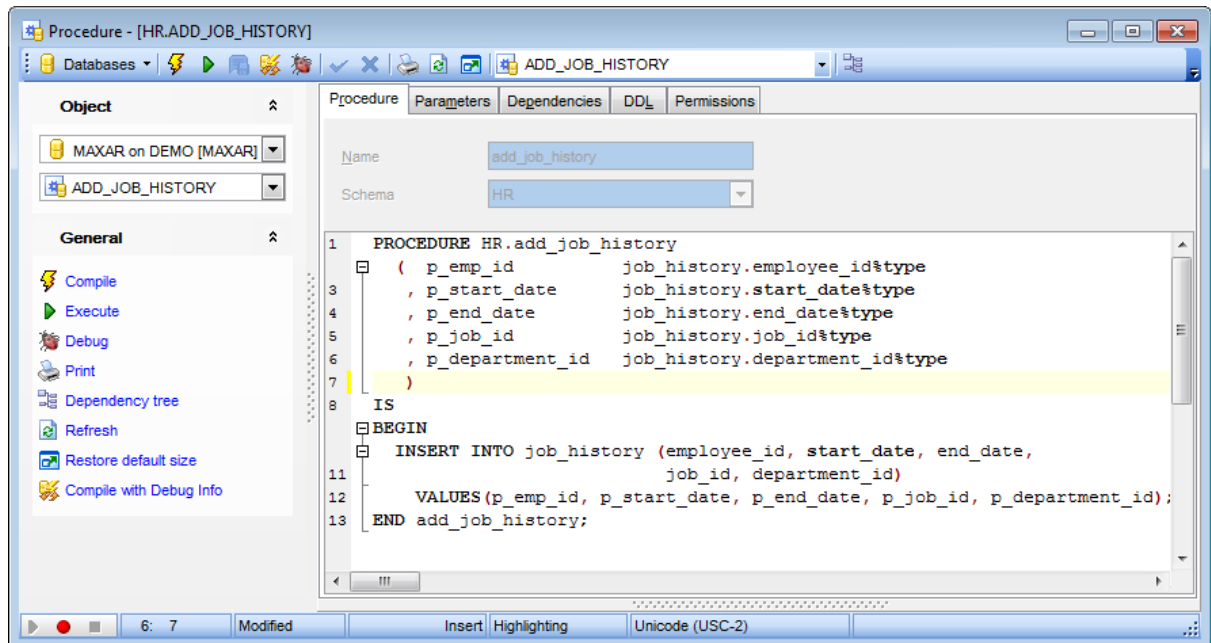 Procedure - [HR.ADD_JOB_HISTORY]
Databases ADD_JOB_HISTORY
Object
MAXAR on DEMO [MAXAR]
ADD_JOB_HISTORY
General
Compile
Execute
Debug
Print
Dependency tree
Refresh
Restore default size
Compile with Debug Info
Procedure Parameters Dependencies DDL Permissions
Name add_job_history
Schema HR
1 PROCEDURE HR.add_job_history
( p_emp_id job_history.employee_id%type
3 , p_start_date job_history.start_date%type
4 , p_end_date job_history.end_date%type
5 , p_job_id job_history.job_id%type
6 , p_department_id job_history.department_id%type
7 )
8 IS
BEGIN
INSERT INTO job_history (employee_id, start_date, end_date,
11 job_id, department_id)
12 VALUES(p_emp_id, p_start_date, p_end_date, p_job_id, p_department_id);
13 END add_job_history;
6: 7 Modified Insert Highlighting Unicode (USC-2)